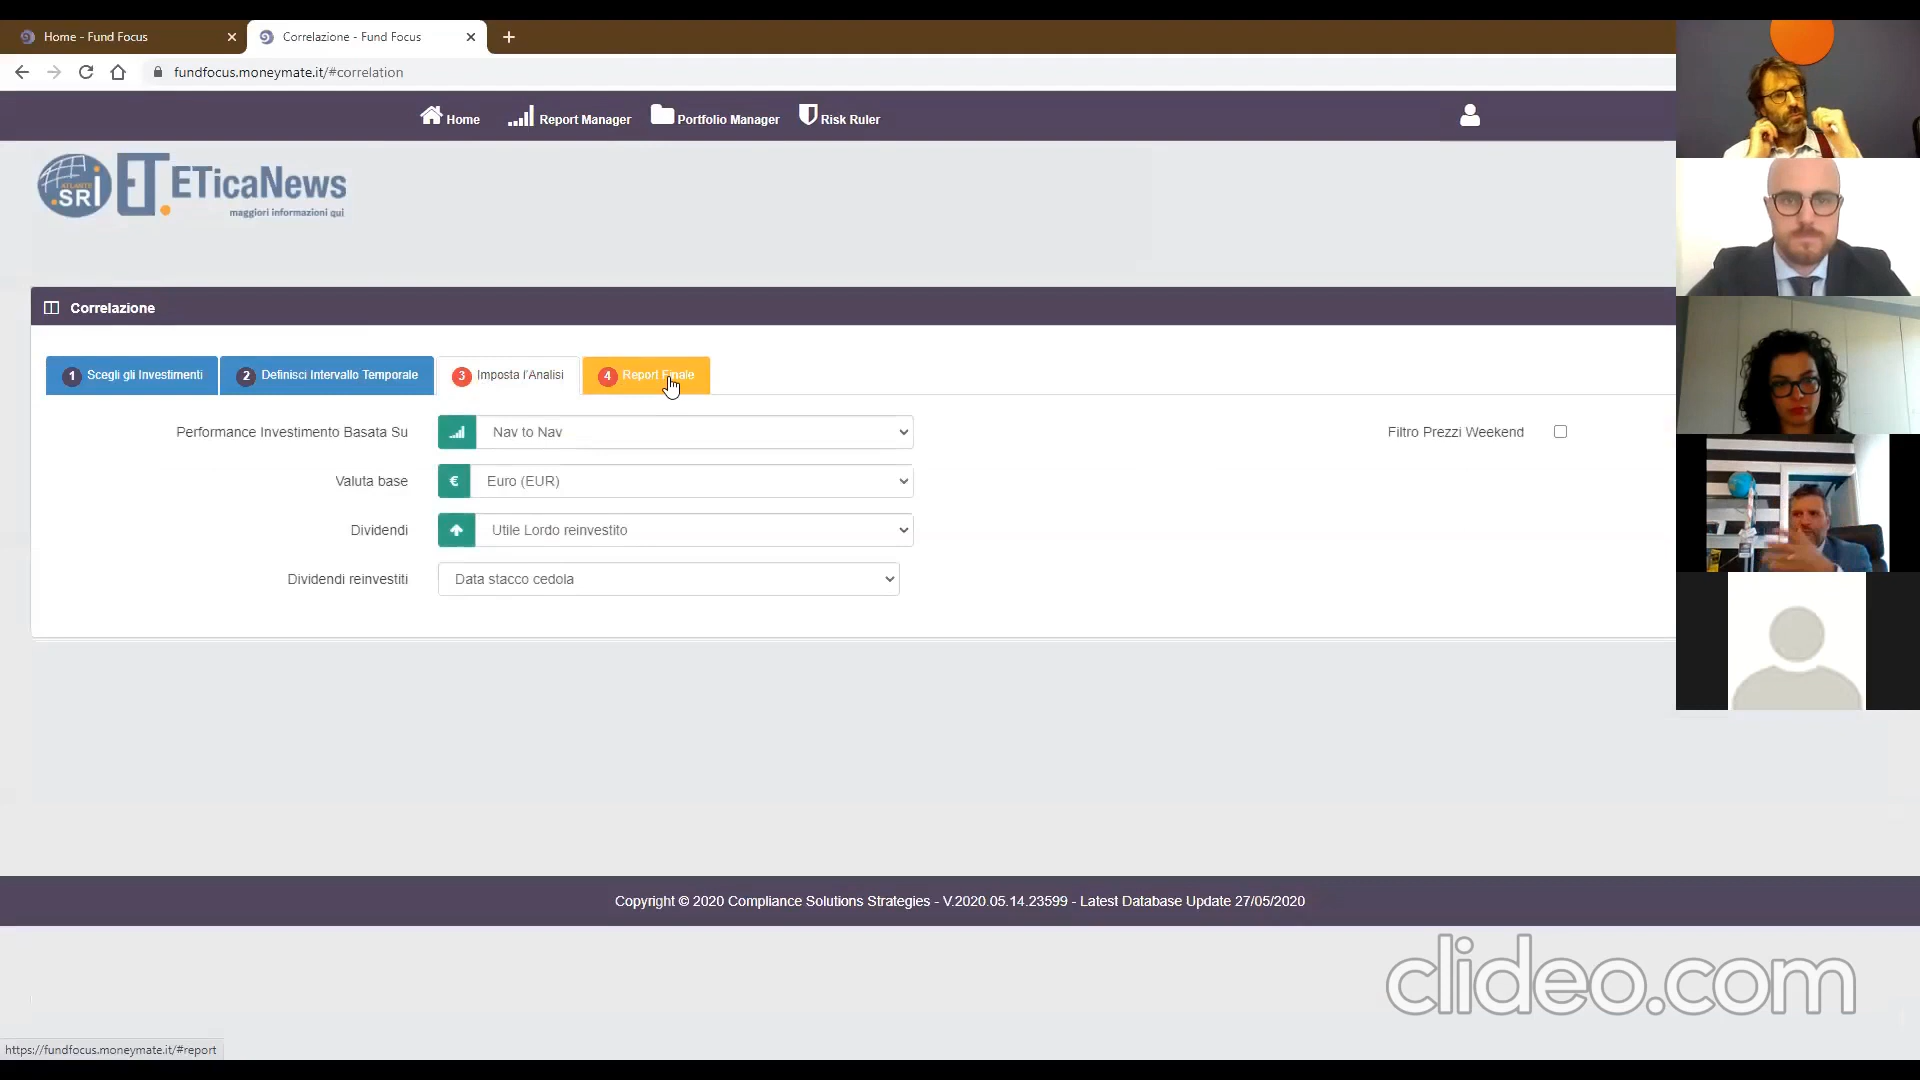 Home - Fund Focus
Correlazione - Fund Focus
fundfocus.moneymate.it/#correlation
Home
Report Manager
Portfolio Manager
Risk Ruler
ATLANTE
.SRI
ET.
ETicaNews
maggiori informazioni qui
Correlazione
1 Scegli gli Investimenti
2 Definisci Intervallo Temporale
3 Imposta l'Analisi
4 Report Finale
Performance Investimento Basata Su
Nav to Nav
Filtro Prezzi Weekend
Valuta base
€ Euro (EUR)
Dividendi
Utile Lordo reinvestito
Dividendi reinvestiti
Data stacco cedola
Copyright © 2020 Compliance Solutions Strategies - V.2020.05.14.23599 - Latest Database Update 27/05/2020
clideo.com
https://fundfocus.moneymate.it/#report